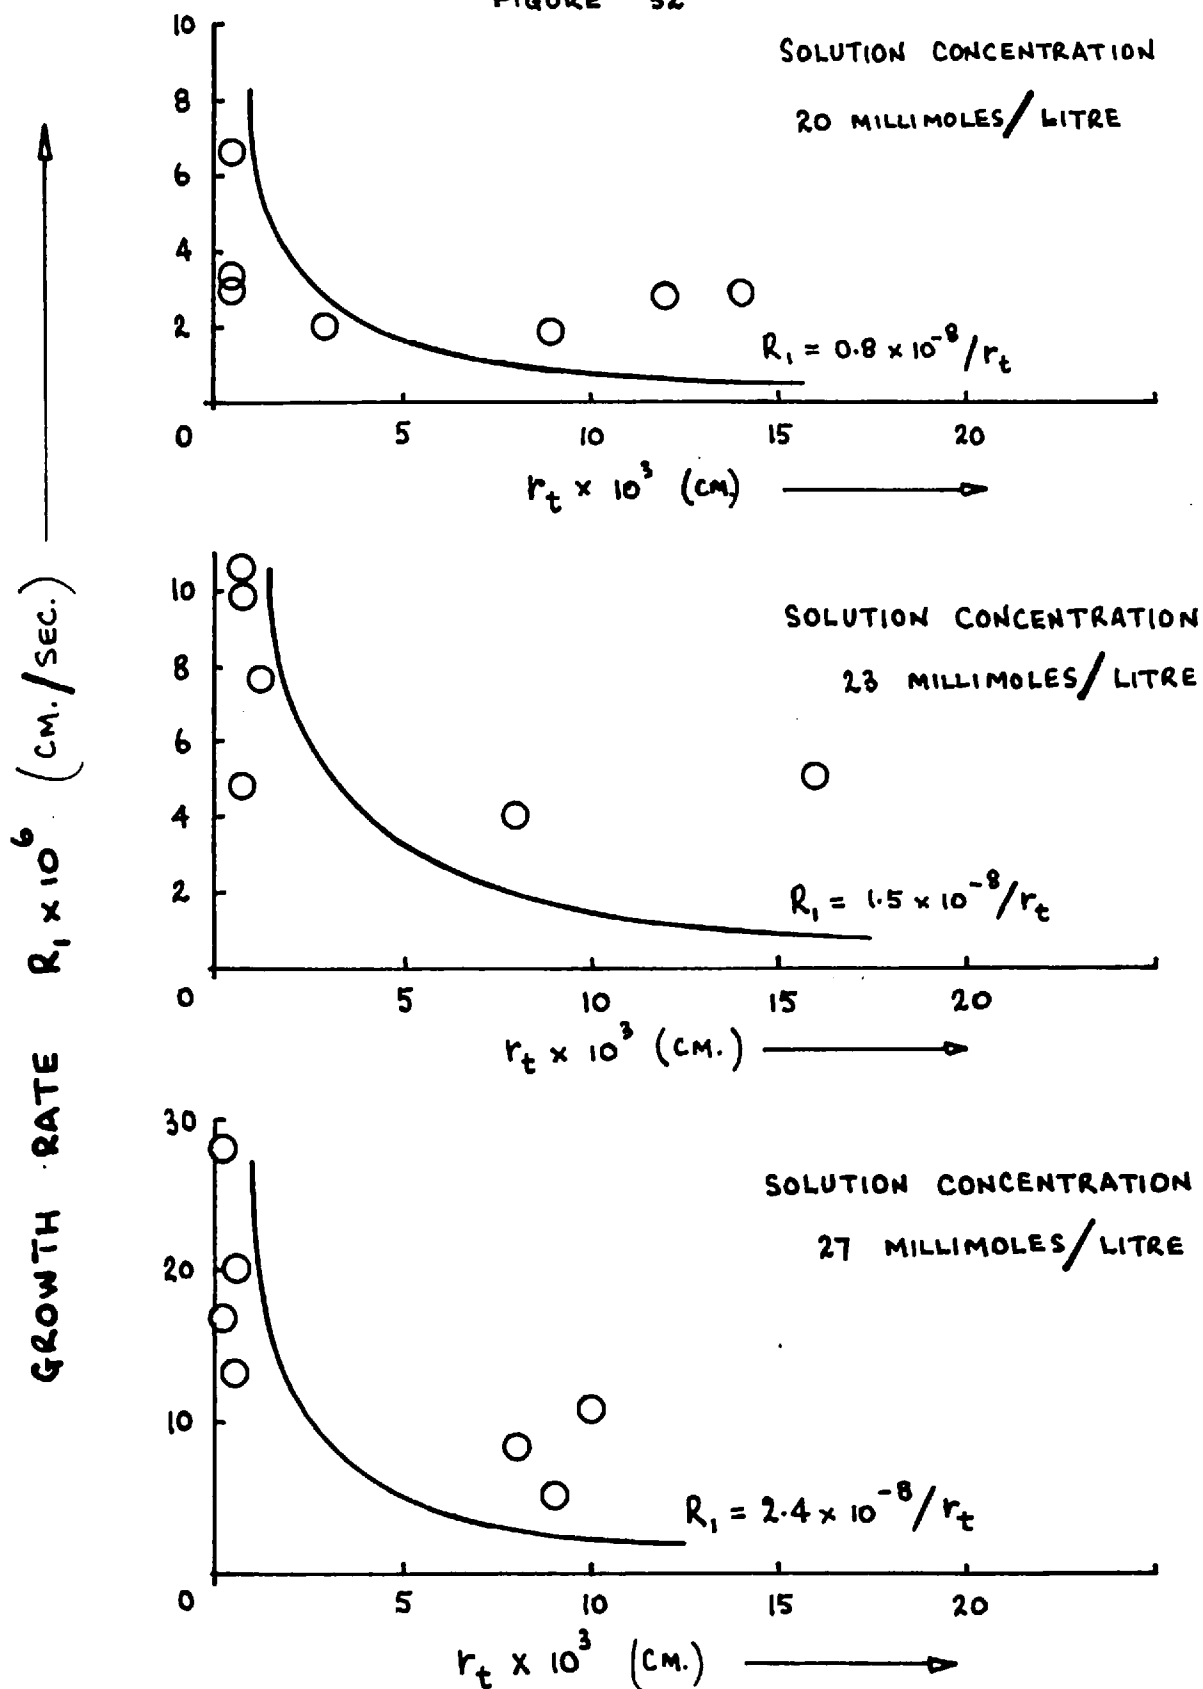 FIGURE 32
10
SOLUTION CONCENTRATION
20 MILLIMOLES/LITRE
8
6
4
2
R₁ = 0.8 × 10⁻⁸/rₜ
0 5 10 15 20
rₜ × 10³ (CM)
GROWTH RATE R₁ × 10⁶ (CM./SEC.)
10
SOLUTION CONCENTRATION
23 MILLIMOLES/LITRE
8
6
4
2
R₁ = 1.5 × 10⁻⁸/rₜ
0 5 10 15 20
rₜ × 10³ (CM.)
30
SOLUTION CONCENTRATION
27 MILLIMOLES/LITRE
20
10
R₁ = 2.4 × 10⁻⁸/rₜ
0 5 10 15 20
rₜ × 10³ (CM.)